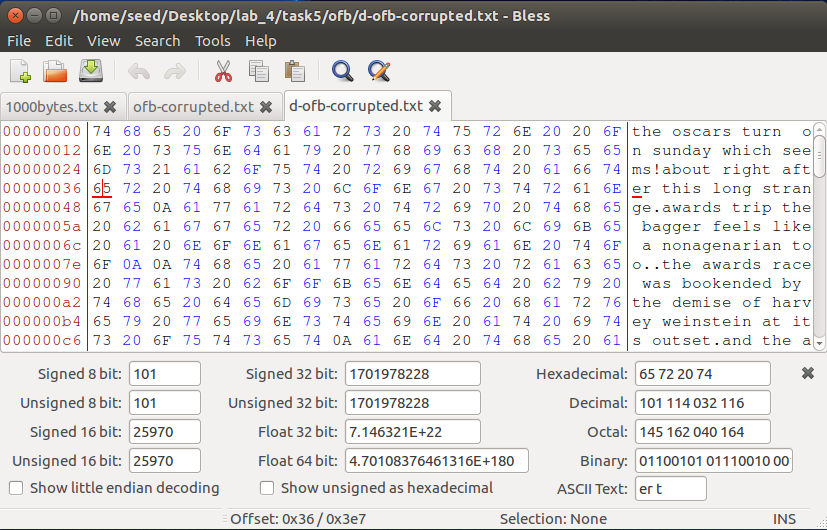 /home/seed/Desktop/lab_4/task5/ofb/d-ofb-corrupted.txt - Bless
File Edit View Search Tools Help
1000bytes.txt ofb-corrupted.txt d-ofb-corrupted.txt
00000000 74 68 65 20 6F 73 63 61 72 73 20 74 75 72 6E 20 20 6F the oscars turn  o
00000012 6E 20 73 75 6E 64 61 79 20 77 68 69 63 68 20 73 65 65 n sunday which see
00000024 6D 73 21 61 62 6F 75 74 20 72 69 67 68 74 20 61 66 74 ms!about right aft
00000036 65 72 20 74 68 69 73 20 6C 6F 6E 67 20 73 74 72 61 6E er this long stran
00000048 67 65 0A 61 77 61 72 64 73 20 74 72 69 70 20 74 68 65 ge.awards trip the
0000005a 20 62 61 67 67 65 72 20 66 65 65 6C 73 20 6C 69 6B 65 bagger feels like
0000006c 20 61 20 6E 6F 6E 61 67 65 6E 61 72 69 61 6E 20 74 6F a nonagenarian to
0000007e 6F 0A 0A 74 68 65 20 61 77 61 72 64 73 20 72 61 63 65 o..the awards race
00000090 20 77 61 73 20 62 6F 6F 6B 65 6E 64 65 64 20 62 79 20 was bookended by
000000a2 74 68 65 20 64 65 6D 69 73 65 20 6F 66 20 68 61 72 76 the demise of harv
000000b4 65 79 20 77 65 69 6E 73 74 65 69 6E 20 61 74 20 69 74 ey weinstein at it
000000c6 73 20 6F 75 74 73 65 74 0A 61 6E 64 20 74 68 65 20 61 s outset.and the a
Signed 8 bit: 101 Signed 32 bit: 1701978228 Hexadecimal: 65 72 20 74
Unsigned 8 bit: 101 Unsigned 32 bit: 1701978228 Decimal: 101 114 032 116
Signed 16 bit: 25970 Float 32 bit: 7.146321E+22 Octal: 145 162 040 164
Unsigned 16 bit: 25970 Float 64 bit: 4.70108376461316E+180 Binary: 01100101 01110010 00
Show little endian decoding Show unsigned as hexadecimal ASCII Text: er t
Offset: 0x36 / 0x3e7 Selection: None INS